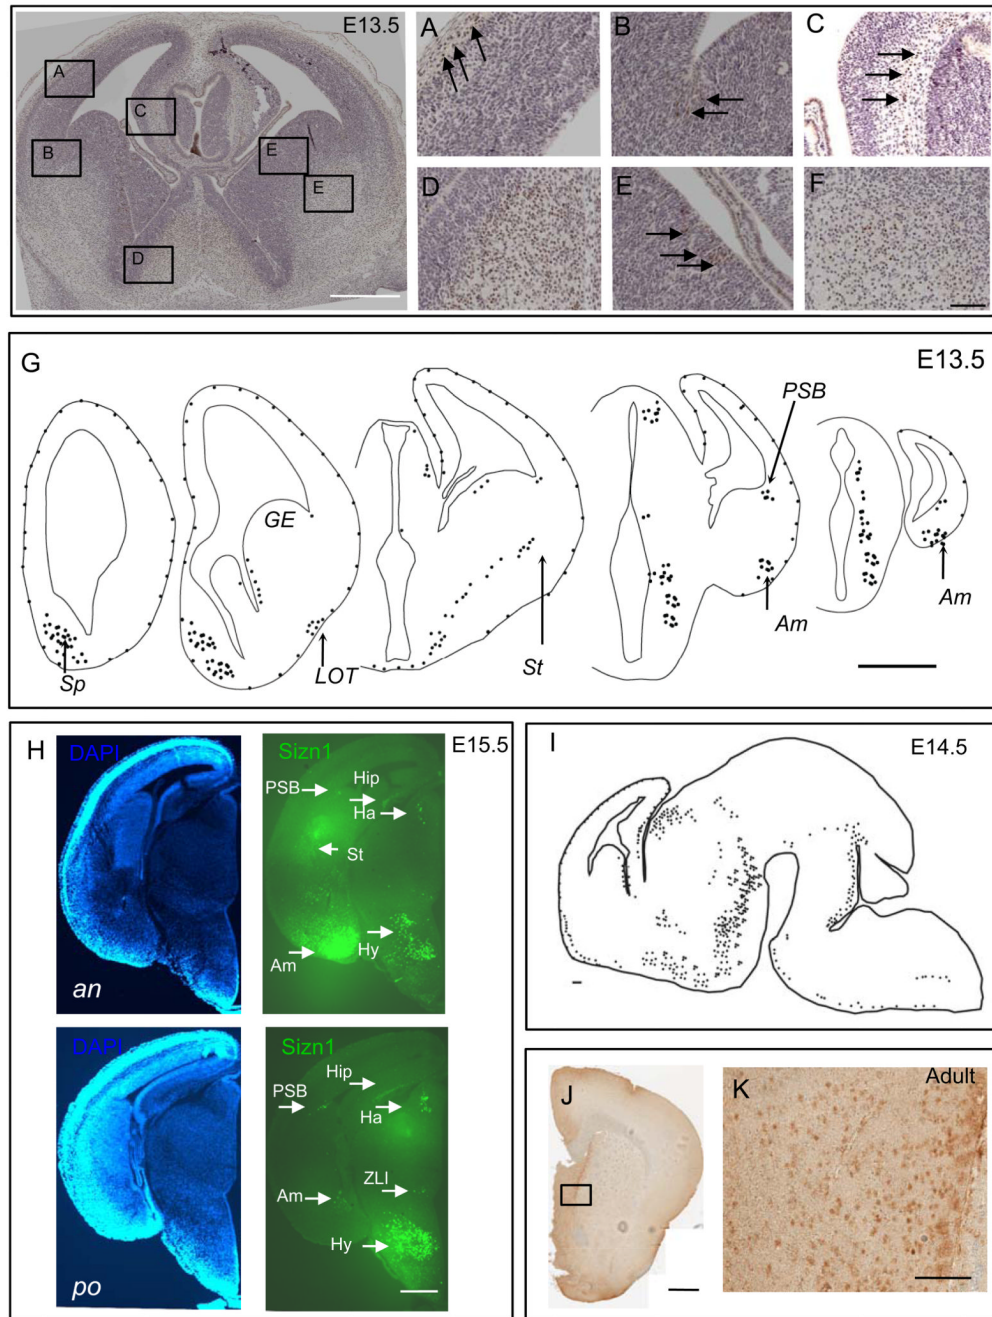 E13.5
A
B
C
D
E
E
A
B
C
D
E
F
G
E13.5
GE
PSB
Sp
LOT
St
Am
Am
H
DAPI
Sizn1
E15.5
PSB
Hip
Ha
St
Am
Hy
an
DAPI
Sizn1
PSB
Hip
Ha
Am
ZLI
Hy
po
I
E14.5
J
K
Adult